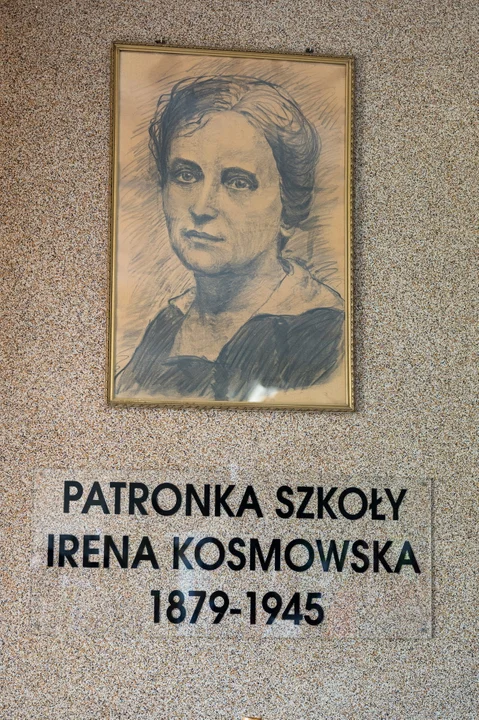 PATRONKA SZKOŁY
IRENA KOSMOWSKA
1879-1945